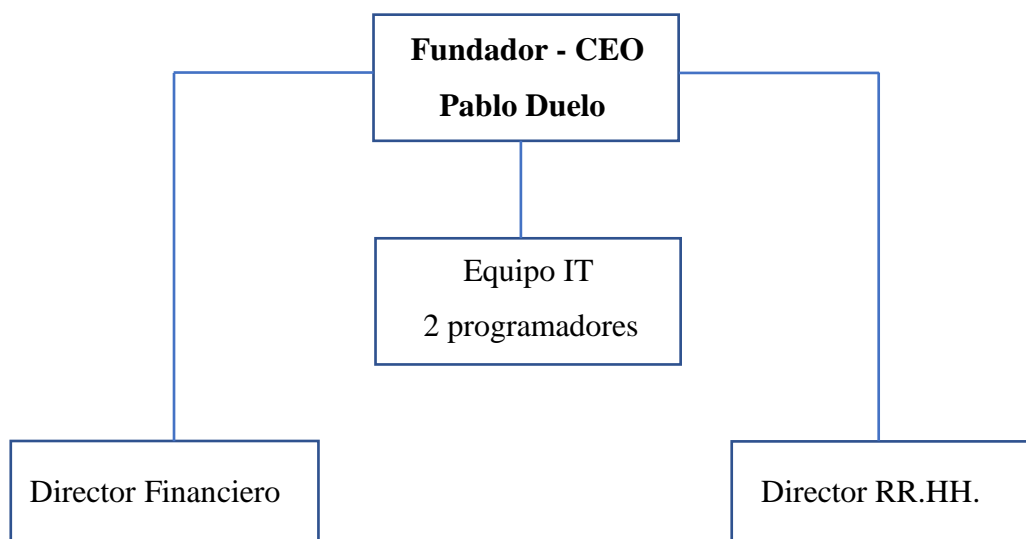 Fundador - CEO
Pablo Duelo
Equipo IT
2 programadores
Director Financiero
Director RR.HH.